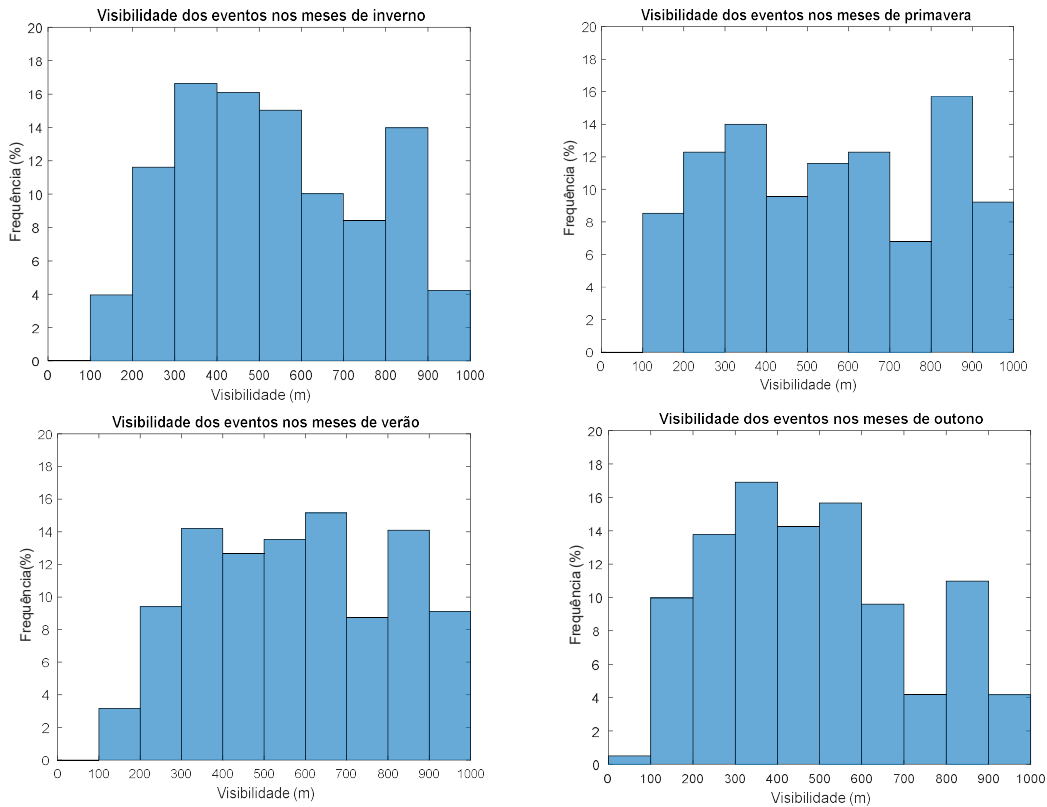 Visibilidade dos eventos nos meses de inverno
20
18
16
14
12
10
8
6
4
2
0
Frequência (%)
0 100 200 300 400 500 600 700 800 900 1000
Visibilidade (m)
Visibilidade dos eventos nos meses de primavera
20
18
16
14
12
10
8
6
4
2
0
Frequência (%)
0 100 200 300 400 500 600 700 800 900 1000
Visibilidade (m)
Visibilidade dos eventos nos meses de verão
20
18
16
14
12
10
8
6
4
2
0
Frequência(%)
0 100 200 300 400 500 600 700 800 900 1000
Visibilidade (m)
Visibilidade dos eventos nos meses de outono
20
18
16
14
12
10
8
6
4
2
0
Frequência (%)
0 100 200 300 400 500 600 700 800 900 1000
Visibilidade (m)